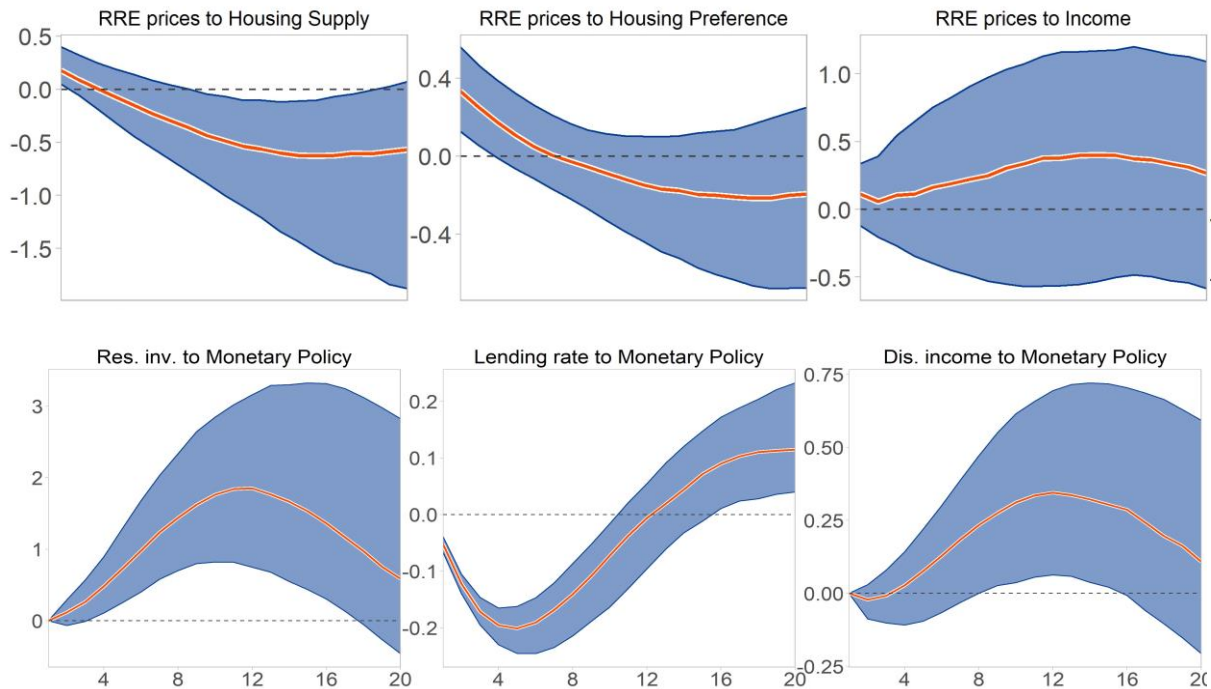 RRE prices to Housing Supply
0.5
0.0
-0.5
-1.0
-1.5
RRE prices to Housing Preference
0.4
0.0
-0.4
RRE prices to Income
1.0
0.5
0.0
-0.5
Res. inv. to Monetary Policy
3
2
1
0
4 8 12 16 20
Lending rate to Monetary Policy
0.2
0.1
0.0
-0.1
-0.2
4 8 12 16 20
Dis. income to Monetary Policy
0.75
0.50
0.25
0.00
-0.25
4 8 12 16 20